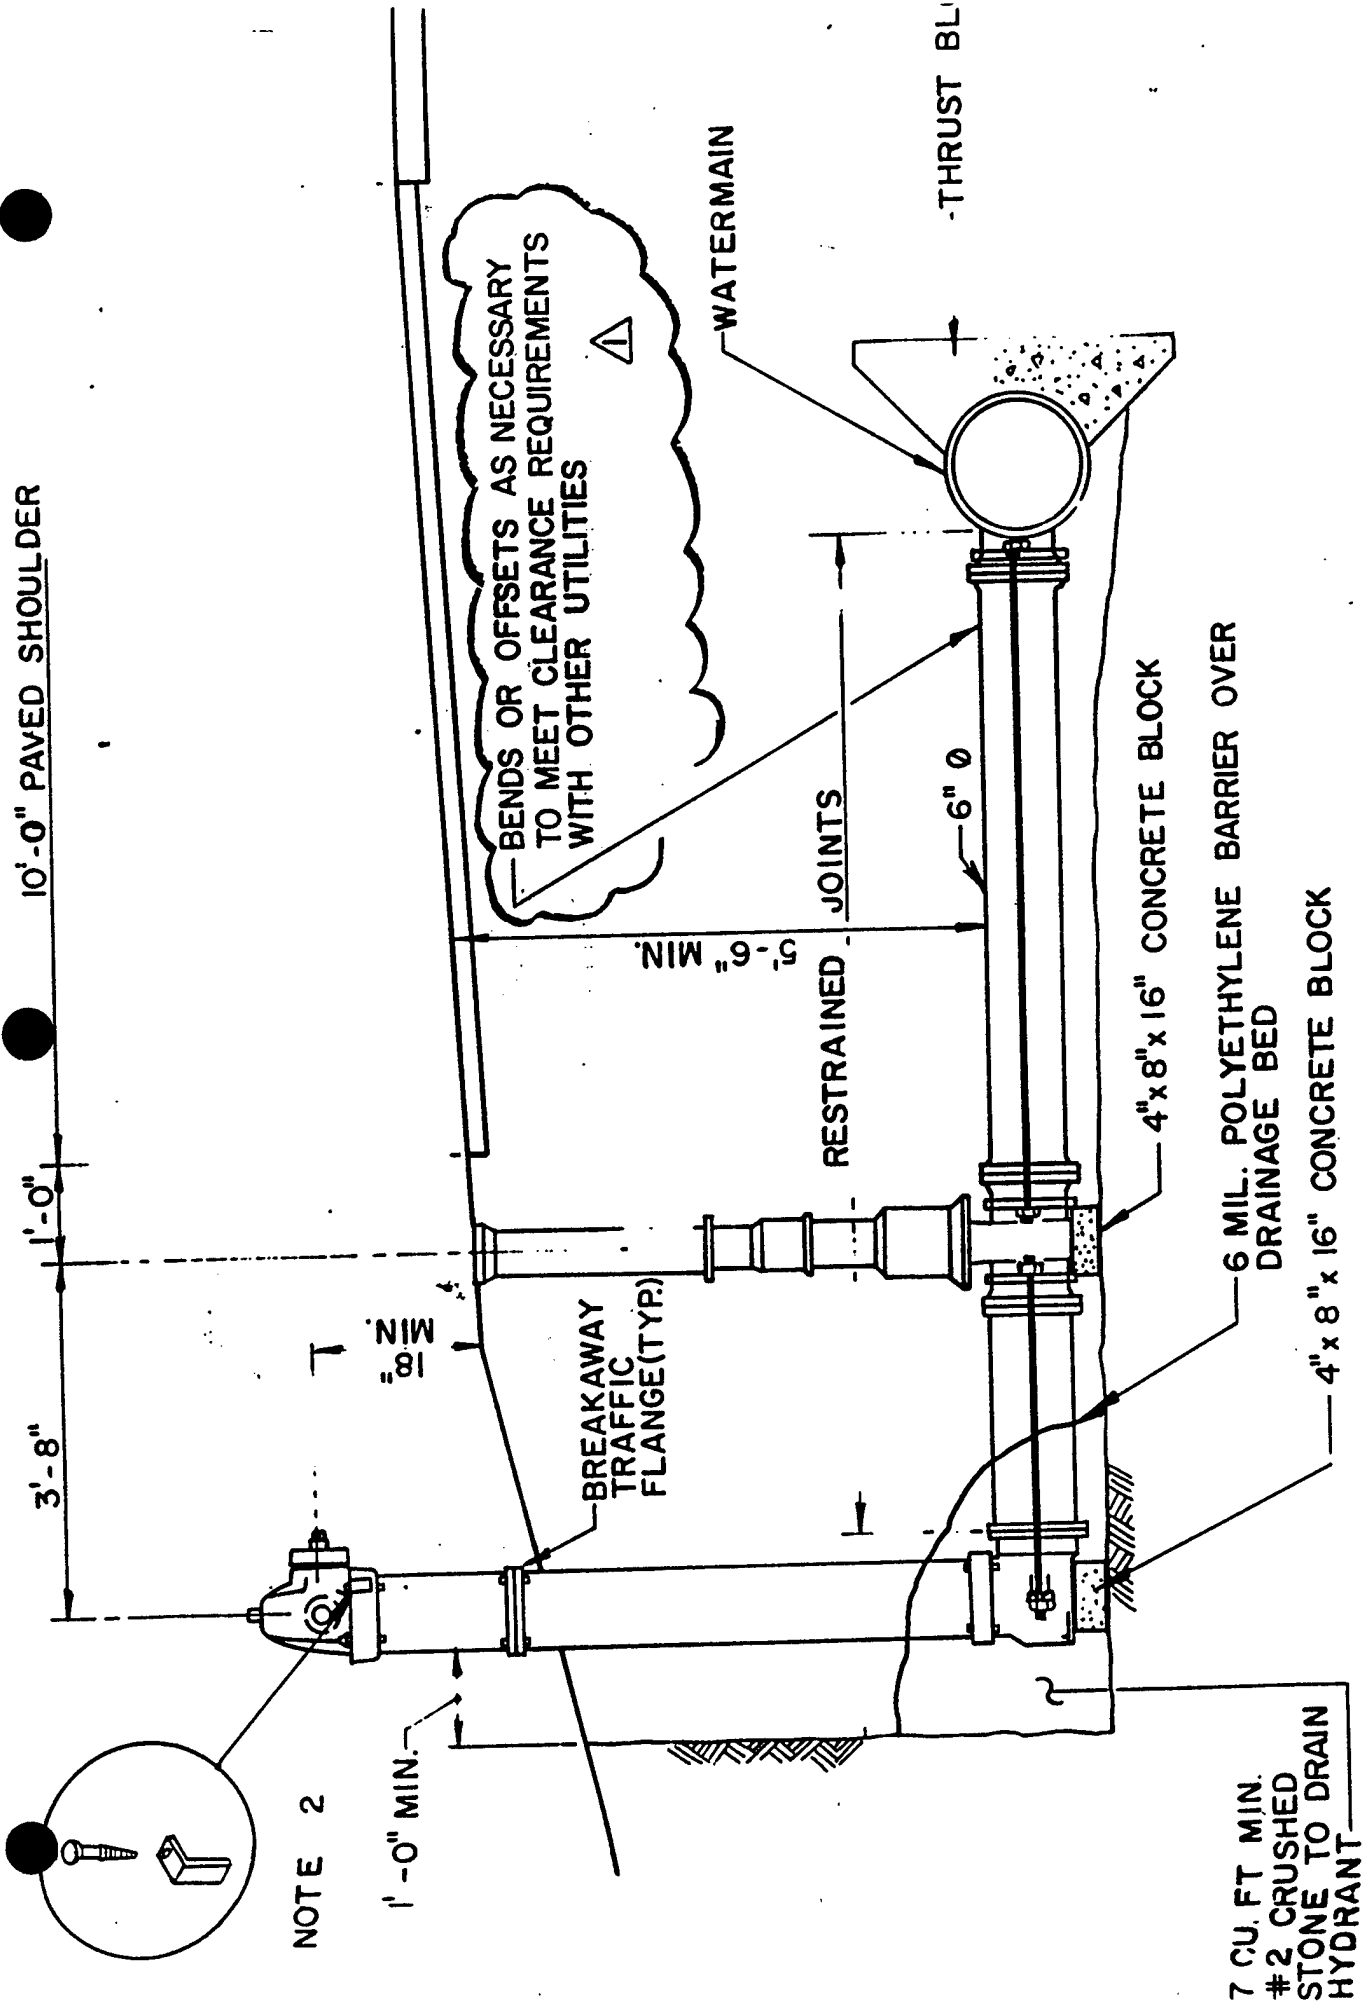 10'-0" PAVED SHOULDER
1'-0"
3'-8"
BENDS OR OFFSETS AS NECESSARY
TO MEET CLEARANCE REQUIREMENTS
WITH OTHER UTILITIES
1
18"
MIN.
NOTE 2
1'-0" MIN.
BREAKAWAY
TRAFFIC
FLANGE(TYP.)
5'-6" MIN.
WATERMAIN
THRUST
RESTRAINED JOINTS
6" Ø
4"x8"x16" CONCRETE BLOCK
6 MIL. POLYETHYLENE BARRIER OVER
DRAINAGE BED
4"x 8"x 16" CONCRETE BLOCK
7 CU. FT MIN.
#2 CRUSHED
STONE TO DRAIN
HYDRANT